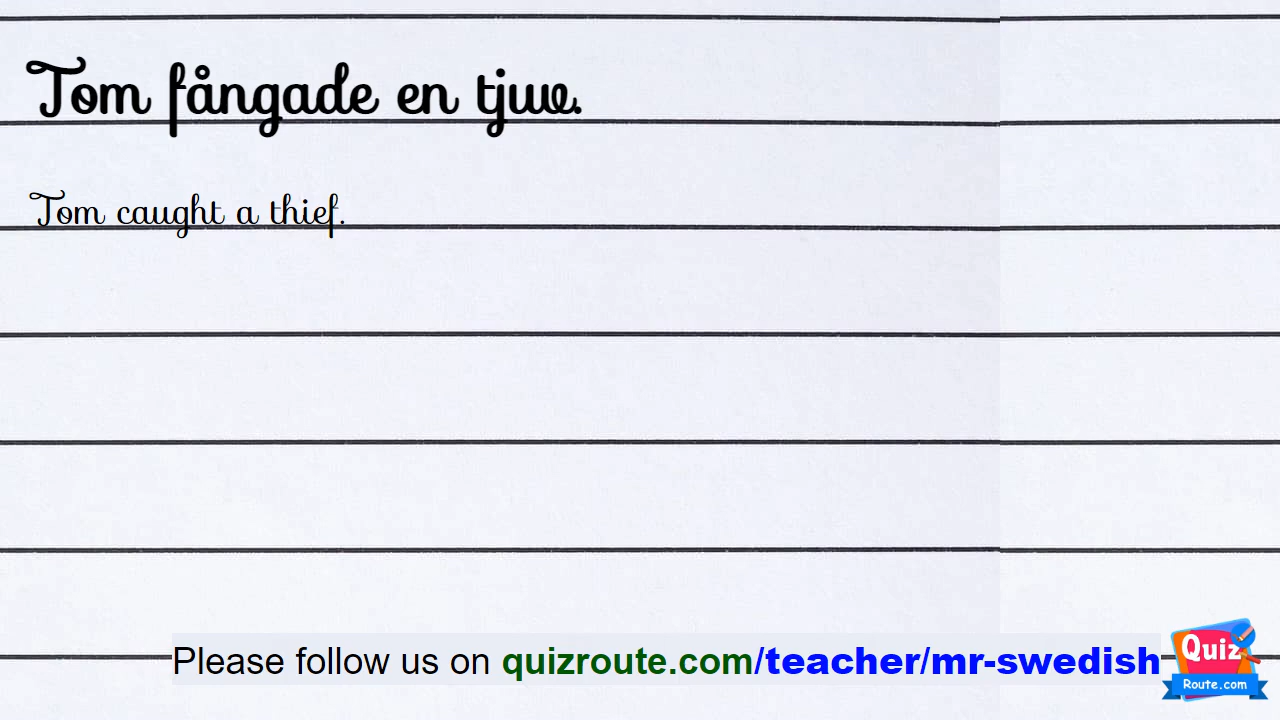 Tom fångade en tjuv.
Tom caught a thief.
Please follow us on quizroute.com/teacher/mr-swedish
Quiz
Route.com